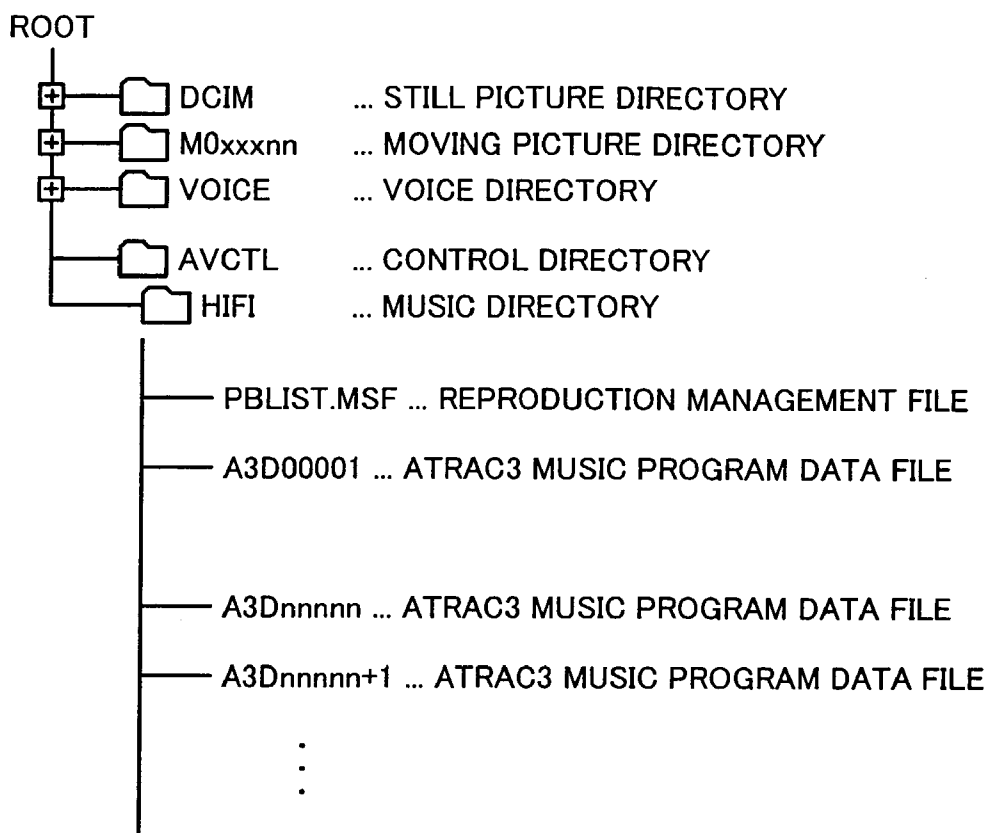 ROOT
DCIM ... STILL PICTURE DIRECTORY
M0xxxnn ... MOVING PICTURE DIRECTORY
VOICE ... VOICE DIRECTORY
AVCTL ... CONTROL DIRECTORY
HIFI ... MUSIC DIRECTORY
PBLIST.MSF ... REPRODUCTION MANAGEMENT FILE
A3D00001 ... ATRAC3 MUSIC PROGRAM DATA FILE
A3Dnnnnn ... ATRAC3 MUSIC PROGRAM DATA FILE
A3Dnnnnn+1 ... ATRAC3 MUSIC PROGRAM DATA FILE